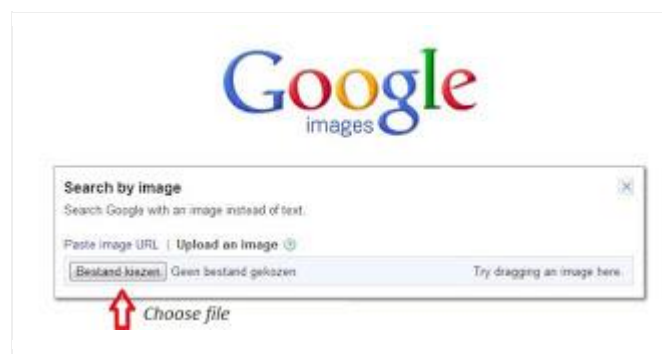 Google
images
Search by image
Search Google with an image instead of text.
Paste image URL | Upload an image
Bestand kiezen Geen bestand gekozen Try dragging an image here.
Choose file